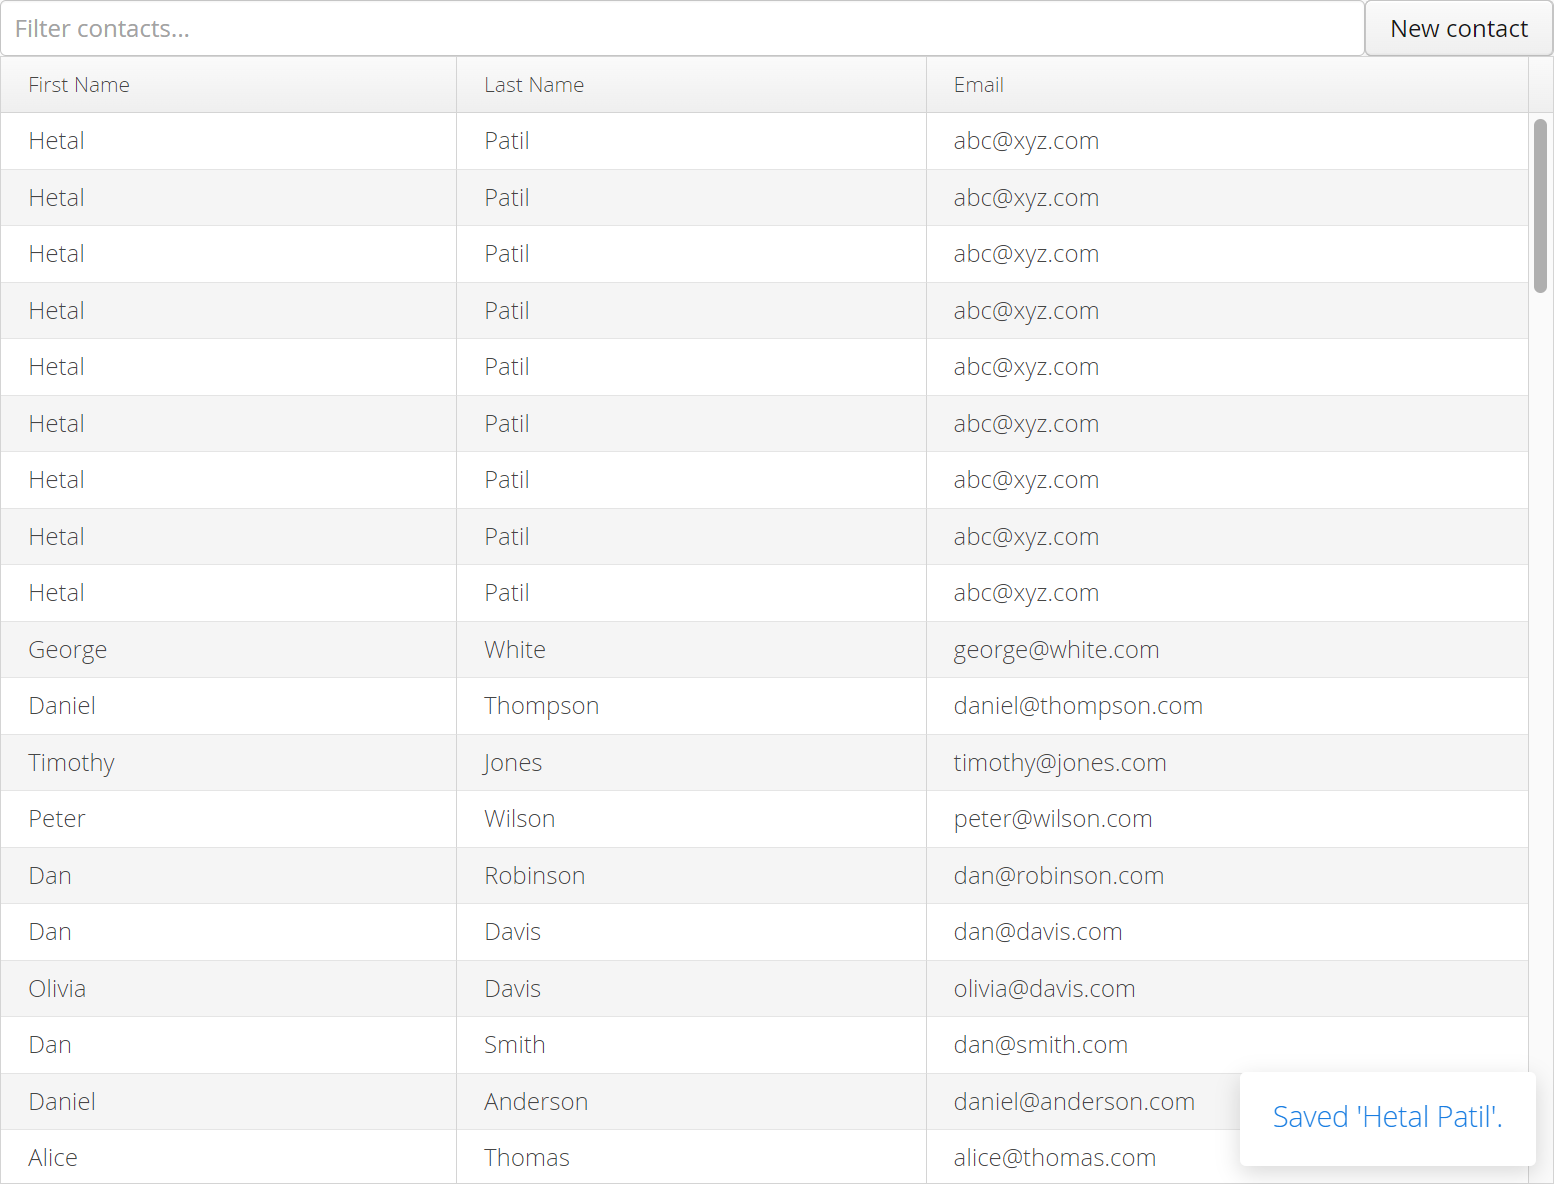 Filter contacts...
New contact
First Name Last Name Email
Hetal Patil abc@xyz.com
Hetal Patil abc@xyz.com
Hetal Patil abc@xyz.com
Hetal Patil abc@xyz.com
Hetal Patil abc@xyz.com
Hetal Patil abc@xyz.com
Hetal Patil abc@xyz.com
Hetal Patil abc@xyz.com
Hetal Patil abc@xyz.com
George White george@white.com
Daniel Thompson daniel@thompson.com
Timothy Jones timothy@jones.com
Peter Wilson peter@wilson.com
Dan Robinson dan@robinson.com
Dan Davis dan@davis.com
Olivia Davis olivia@davis.com
Dan Smith dan@smith.com
Daniel Anderson daniel@anderson.com
Alice Thomas alice@thomas.com
Saved 'Hetal Patil'.